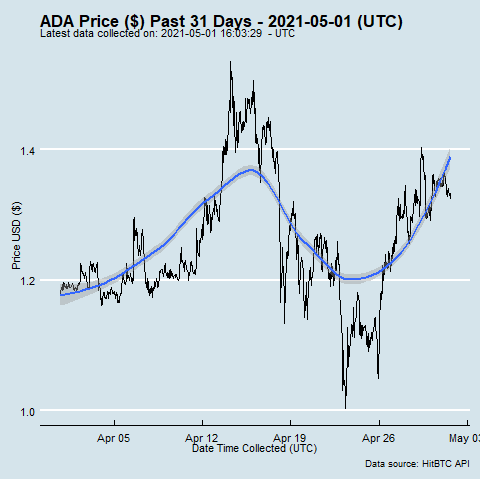 ADA Price ($) Past 31 Days - 2021-05-01 (UTC)
Latest data collected on: 2021-05-01 16:03:29 - UTC
Price USD ($)
1.4
1.2
1.0
Apr 05
Apr 12
Apr 19
Apr 26
May 03
Date Time Collected (UTC)
Data source: HitBTC API